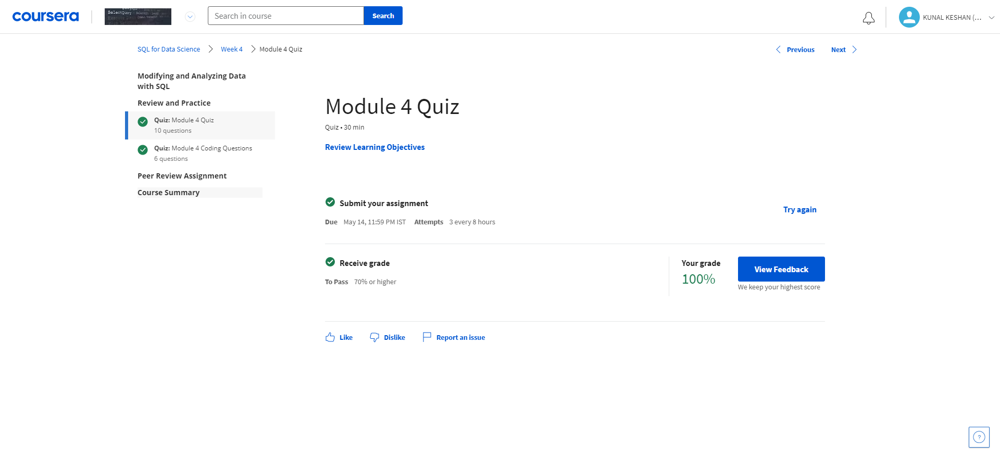 coursera
SelectQuery
Search in course
Search
KUNAL KESHAN (...
SQL for Data Science
Week 4
Module 4 Quiz
Previous
Next
Modifying and Analyzing Data
with SQL
Review and Practice
Quiz: Module 4 Quiz
10 questions
Quiz: Module 4 Coding Questions
6 questions
Peer Review Assignment
Course Summary
Module 4 Quiz
Quiz • 30 min
Review Learning Objectives
Submit your assignment
Due May 14, 11:59 PM IST Attempts 3 every 8 hours
Try again
Receive grade
To Pass 70% or higher
Your grade
100%
View Feedback
We keep your highest score
Like
Dislike
Report an issue
?